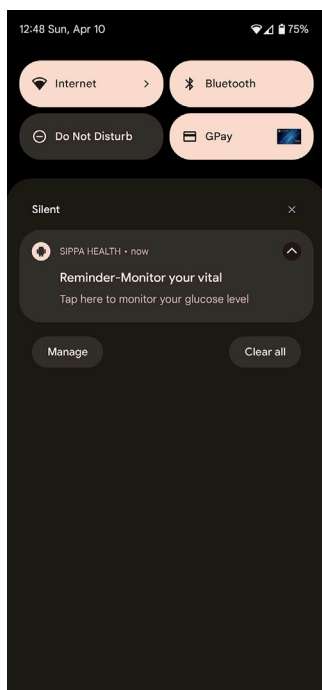 12:48 Sun, Apr 10 75%
Internet Bluetooth
Do Not Disturb GPay
Silent
SIPPA HEALTH • now
Reminder-Monitor your vital
Tap here to monitor your glucose level
Manage Clear all